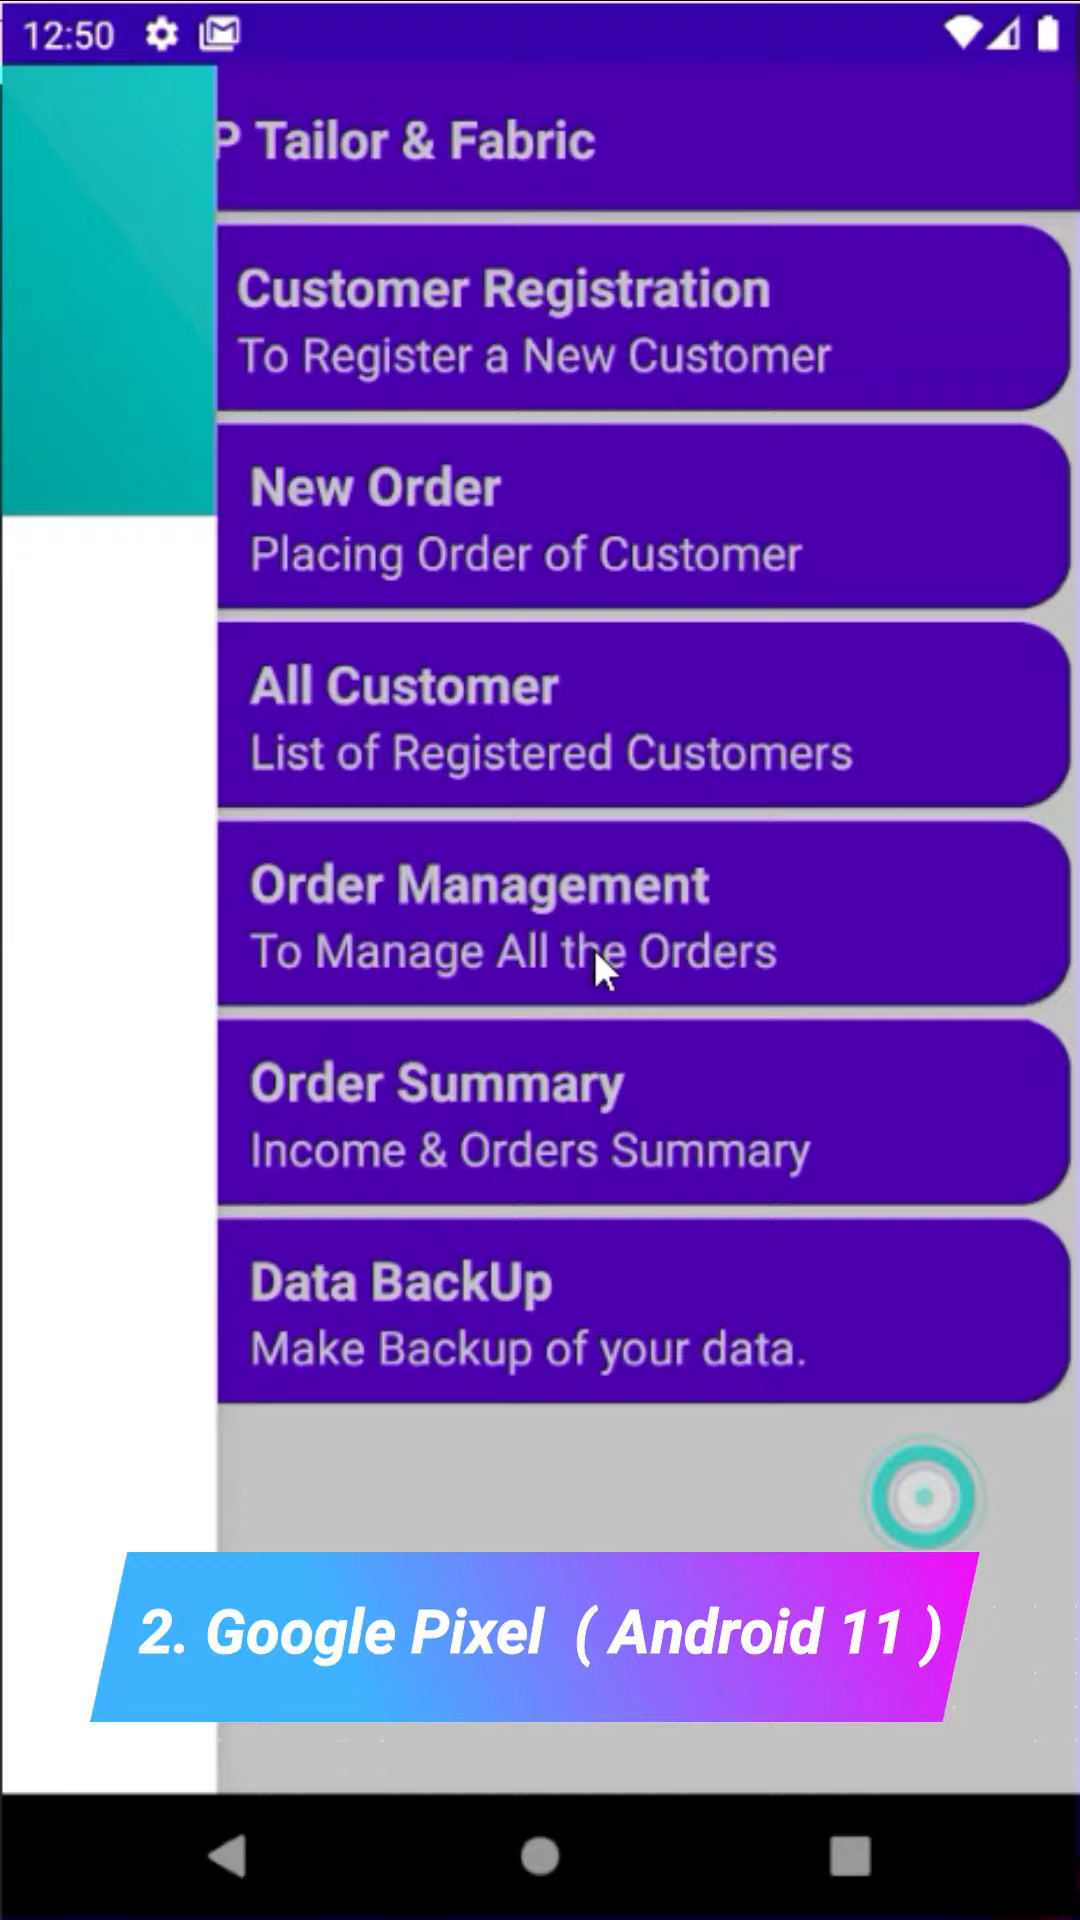 12:50
P Tailor & Fabric
Customer Registration
To Register a New Customer
New Order
Placing Order of Customer
All Customer
List of Registered Customers
Order Management
To Manage All the Orders
Order Summary
Income & Orders Summary
Data BackUp
Make Backup of your data.
2. Google Pixel ( Android 11 )